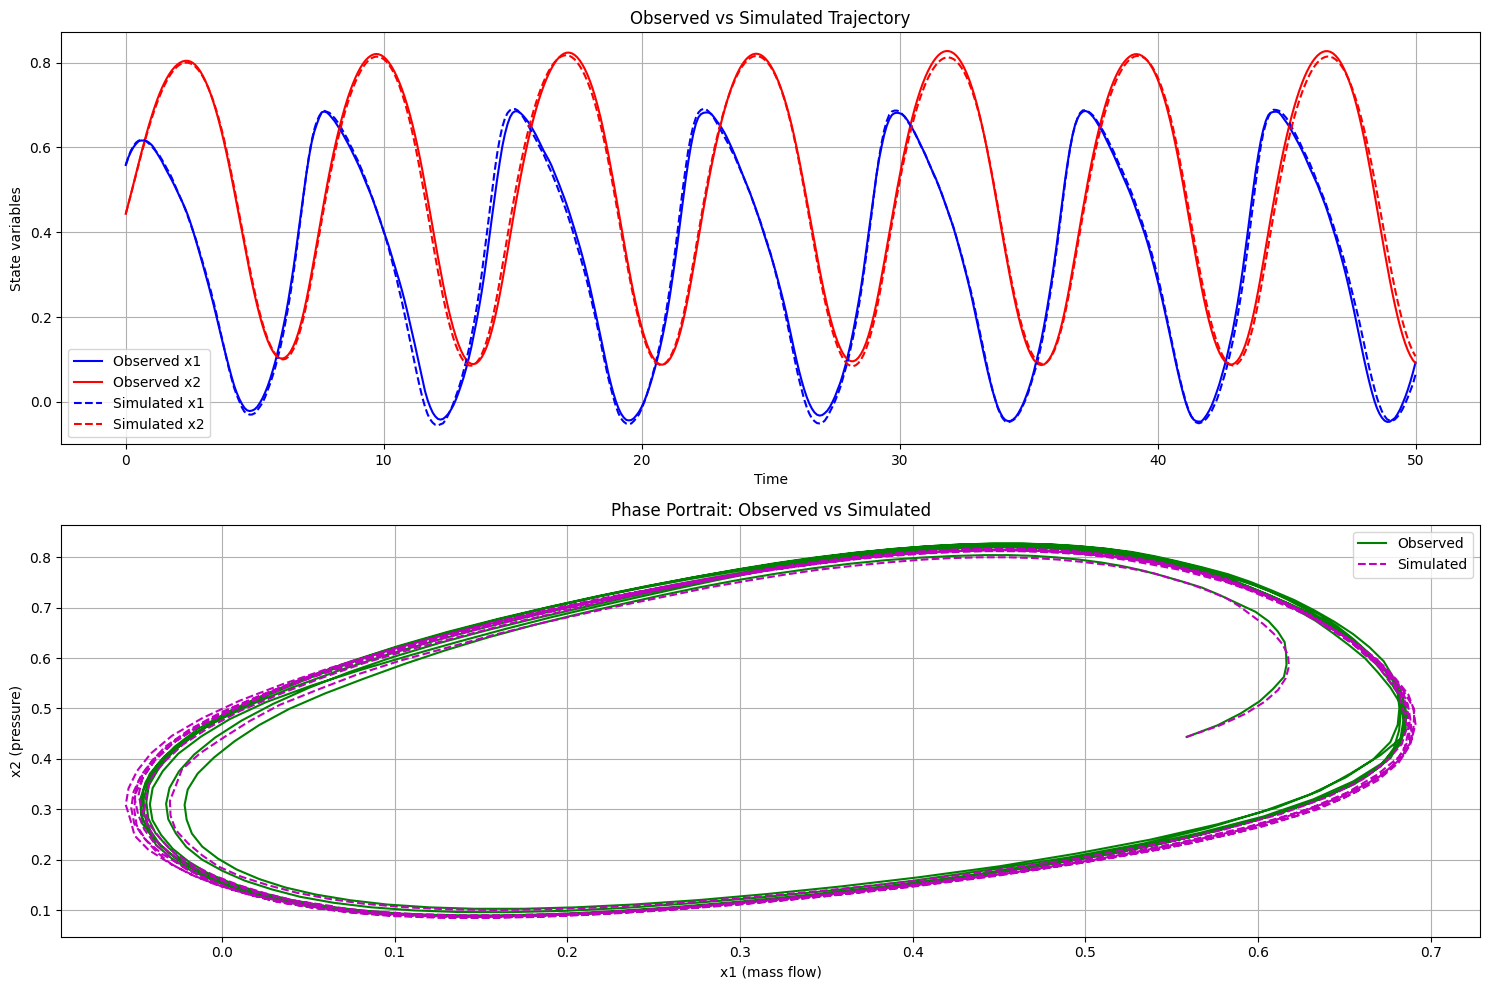 Observed vs Simulated Trajectory
State variables
0.8
0.6
0.4
0.2
0.0
Observed x1
Observed x2
Simulated x1
Simulated x2
0 10 20 30 40 50
Time
Phase Portrait: Observed vs Simulated
x2 (pressure)
0.8
0.7
0.6
0.5
0.4
0.3
0.2
0.1
Observed
Simulated
0.0 0.1 0.2 0.3 0.4 0.5 0.6 0.7
x1 (mass flow)